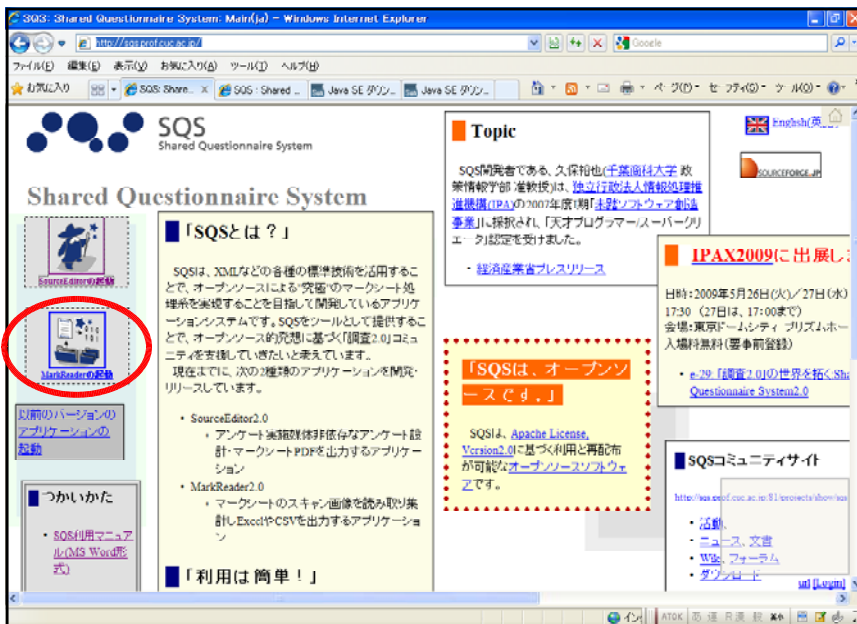 SQS: Shared Questionnaire System: Main(ja) - Windows Internet Explorer
http://sqs.prof.cuc.ac.jp/
Google
ファイル(F) 編集(E) 表示(V) お気に入り(A) ツール(T) ヘルプ(H)
お気に入り
SQS: Share... x
SQS : Shared ...
Java SE ダウン...
Java SE ダウン...
SQS
Shared Questionnaire System
Shared Questionnaire System
SourceEditorの起動
MarkReaderの起動
以前のバージョンの
アプリケーションの
起動
つかいかた
・ SQS利用マニュア
ル(MS Word形
式)
「SQSとは？」
SQSは、XMLなどの各種の標準技術を活用するこ
とで、オープンソースによる"究極"のマークシート処
理系を実現することを目指して開発しているアプリケ
ーションシステムです。SQSをツールとして提供するこ
とで、オープンソース的発想に基づく「調査2.0」コミュ
ニティを支援していきたいと考えています。
現在までに、次の2種類のアプリケーションを開発・
リリースしています。
・ SourceEditor2.0
・ アンケート実施媒体非依存なアンケート設
計・マークシートPDFを出力するアプリケー
ション
・ MarkReader2.0
・ マークシートのスキャン画像を読み取り集
計しExcelやCSVを出力するアプリケーショ
ン
「利用は簡単！」
Topic
SQS開発者である、久保裕也(千葉商科大学 政
策情報学部 准教授)は、独立行政法人情報処理推
進機構(IPA)の2007年度I期「未踏ソフトウェア創造
事業」に採択され、「天才プログラマー/スーパークリ
エータ」認定を受けました。
・ 経済産業省プレスリリース
「SQSは、オープンソ
ースです。」
SQSは、Apache License,
Version2.0に基づく利用と再配布
が可能なオープンソースソフトウェ
アです。
English(英
SOURCEFORGE.JP
IPAX2009に出展し
日時：2009年5月26日(火)／27日(水)
17:30 (27日は、17:00まで)
会場：東京ドームシティ プリズムホー
入場料無料(要事前登録)
・ e-29: 「調査2.0」の世界を拓く:Sha
Questionnaire System2.0
SQSコミュニティサイト
http://sqs.prof.cuc.ac.jp:81/projects/show/sqs
・ 活動、
・ ニュース、文書
・ Wiki、フォーラム
・ ダウンロード
url [Login]
ATOK